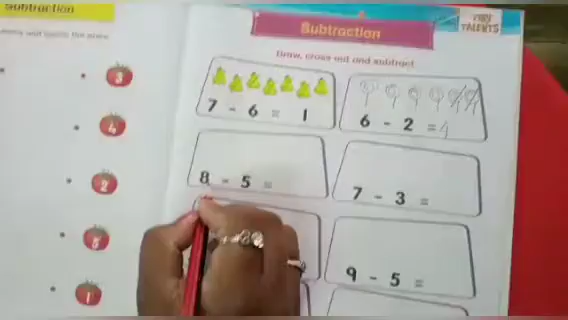 subtraction
Subtraction
TINY
TALENTS
Draw, cross out and subtract
3
7 - 6 = 1
6 - 2 = 4
4
8 - 5 =
7 - 3 =
2
5
9 - 5 =
1